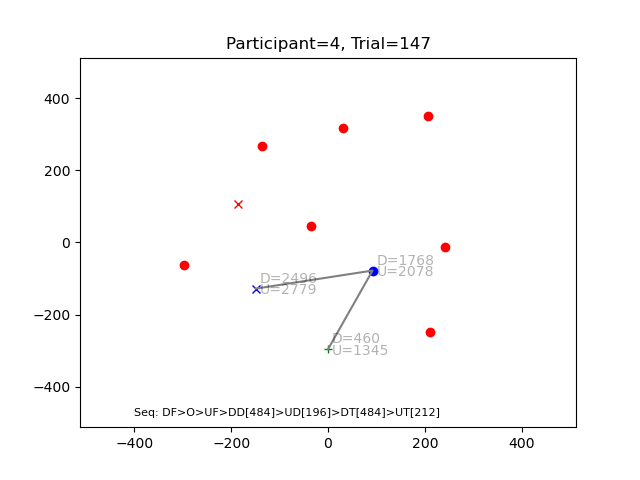 Participant=4, Trial=147
400
200
0
−200
−400
D=1768
U=2078
D=2496
U=2779
D=460
U=1345
Seq: DF>O>UF>DD[484]>UD[196]>DT[484]>UT[212]
−400 −200 0 200 400